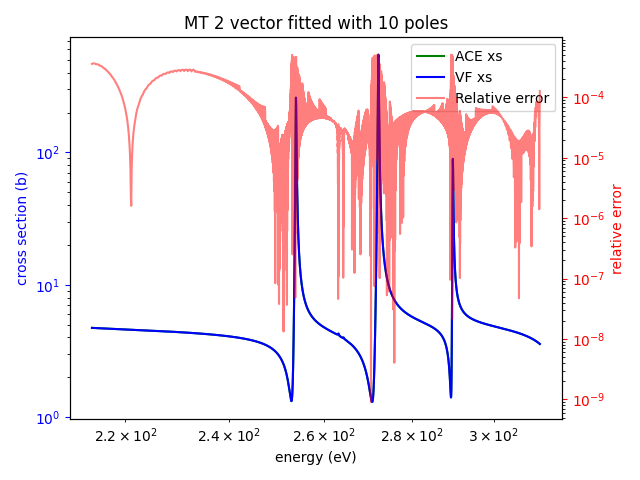 MT 2 vector fitted with 10 poles
ACE xs
VF xs
Relative error
cross section (b)
10²
10¹
10⁰
10⁻⁴
10⁻⁵
10⁻⁶
10⁻⁷
10⁻⁸
10⁻⁹
relative error
2.2 × 10² 2.4 × 10² 2.6 × 10² 2.8 × 10² 3 × 10²
energy (eV)